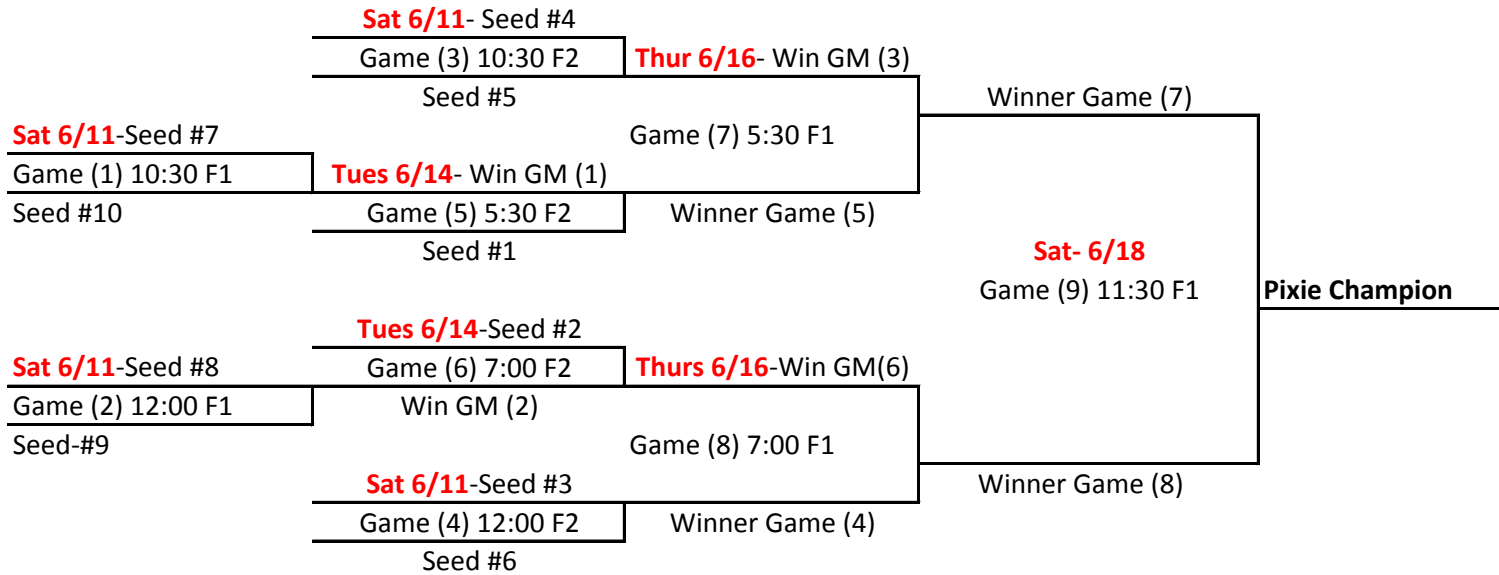 Sat 6/11- Seed #4
Game (3) 10:30 F2
Thur 6/16- Win GM (3)
Seed #5
Winner Game (7)
Sat 6/11-Seed #7
Game (7) 5:30 F1
Game (1) 10:30 F1
Tues 6/14- Win GM (1)
Seed #10
Game (5) 5:30 F2
Winner Game (5)
Seed #1
Sat- 6/18
Game (9) 11:30 F1
Pixie Champion
Tues 6/14-Seed #2
Sat 6/11-Seed #8
Game (6) 7:00 F2
Thurs 6/16-Win GM(6)
Game (2) 12:00 F1
Win GM (2)
Seed-#9
Game (8) 7:00 F1
Sat 6/11-Seed #3
Winner Game (8)
Game (4) 12:00 F2
Winner Game (4)
Seed #6